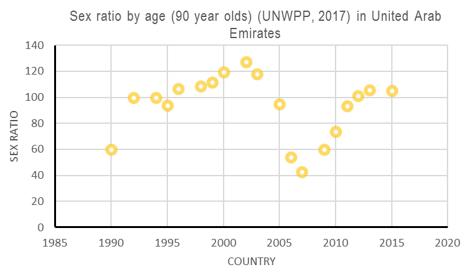 Sex ratio by age (90 year olds) (UNWPP, 2017) in United Arab
Emirates
140
120
100
80
60
40
20
0
SEX RATIO
1985 1990 1995 2000 2005 2010 2015 2020
COUNTRY